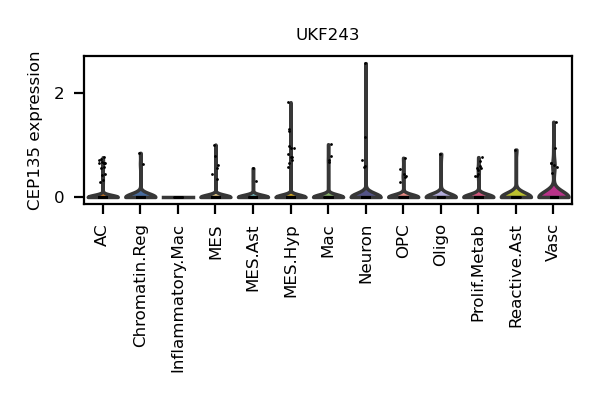 UKF243
CEP135 expression
2
0
AC
Chromatin.Reg
Inflammatory.Mac
MES
MES.Ast
MES.Hyp
Mac
Neuron
OPC
Oligo
Prolif.Metab
Reactive.Ast
Vasc